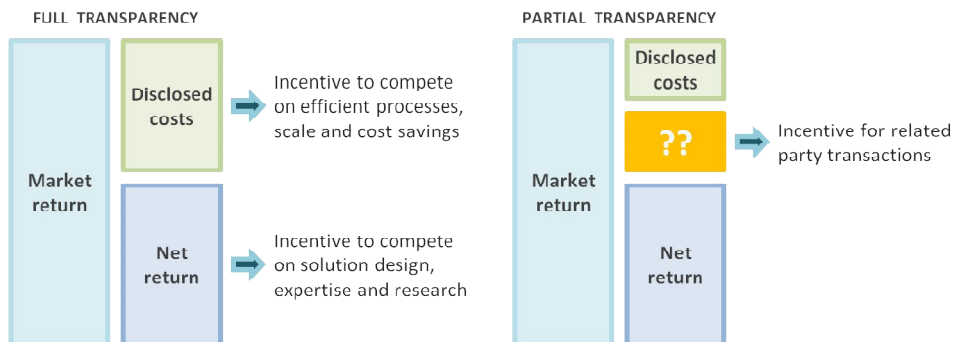 FULL TRANSPARENCY
Market
return
Disclosed
costs
Incentive to compete
on efficient processes,
scale and cost savings
Net
return
Incentive to compete
on solution design,
expertise and research
PARTIAL TRANSPARENCY
Market
return
Disclosed
costs
??
Incentive for related
party transactions
Net
return